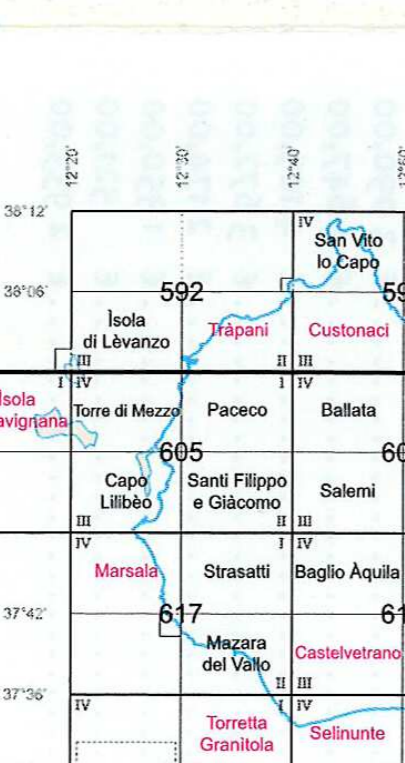 12°20'
12°30'
12°40'
38°12'
IV
San Vito
lo Capo
38°06'
592
59
Ìsola
di Lèvanzo
Tràpani
Custonaci
III
II
III
I
IV
I
IV
Isola
avignana
Torre di Mezzo
Paceco
Ballata
605
60
Capo
Lilibèo
Santi Filippo
e Giàcomo
Salemi
III
II
III
IV
I
IV
Marsala
Strasatti
Baglio Àquila
37°42'
617
61
Mazara
del Vallo
Castelvetrano
II
III
37°36'
IV
I
IV
Torretta
Granìtola
Selinunte